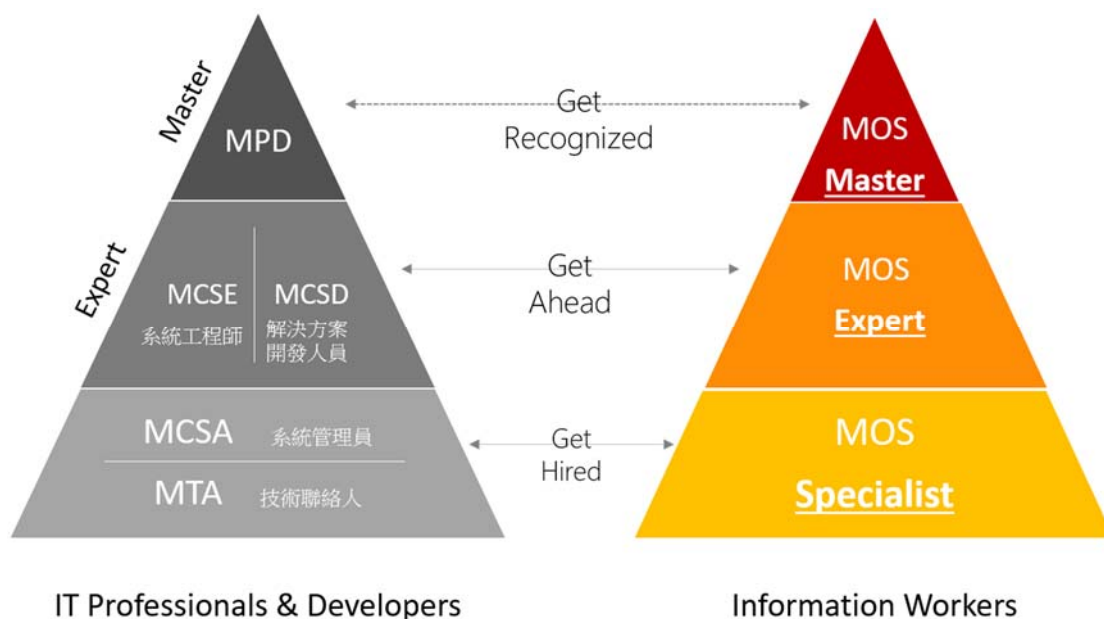 Master
MPD
Expert
MCSE
系統工程師
MCSD
解決方案
開發人員
MCSA 系統管理員
MTA 技術聯絡人
IT Professionals & Developers
Get
Recognized
Get
Ahead
Get
Hired
MOS
Master
MOS
Expert
MOS
Specialist
Information Workers